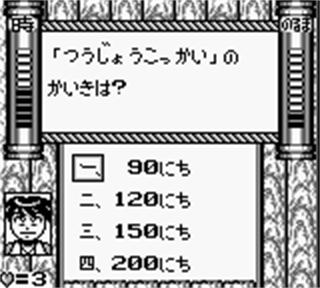 時
のるま
「つうじょうこっかい」の
かいきは?
一、 90にち
二、120にち
三、150にち
四、200にち
♡=3